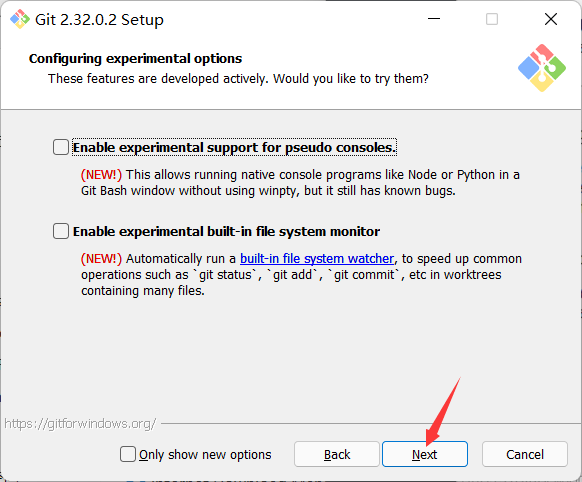 Git 2.32.0.2 Setup
Configuring experimental options
These features are developed actively. Would you like to try them?
Enable experimental support for pseudo consoles.
(NEW!) This allows running native console programs like Node or Python in a
Git Bash window without using winpty, but it still has known bugs.
Enable experimental built-in file system monitor
(NEW!) Automatically run a built-in file system watcher, to speed up common
operations such as `git status`, `git add`, `git commit`, etc in worktrees
containing many files.
https://gitforwindows.org/
Only show new options
Back
Next
Cancel